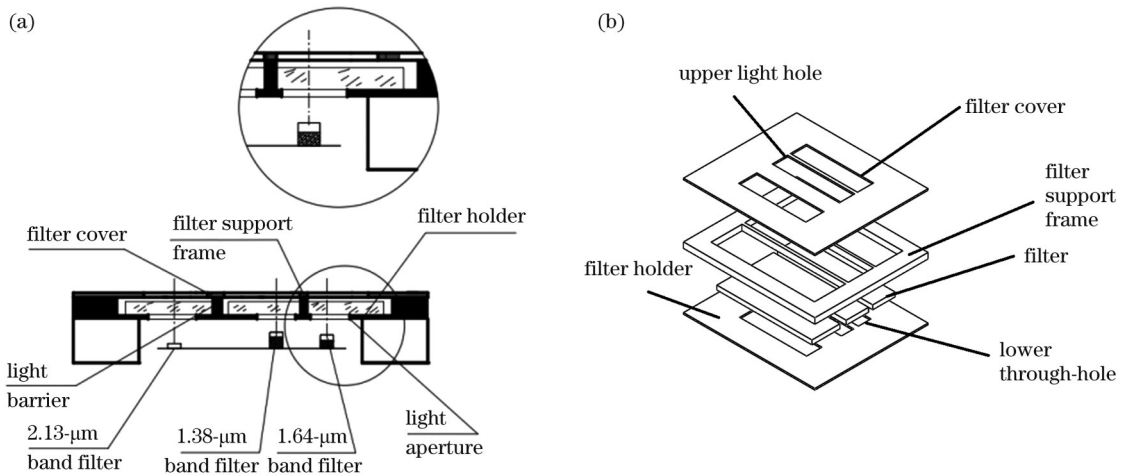 (a)
filter cover
filter support
frame
filter holder
light
barrier
2.13-μm
band filter
1.38-μm
band filter
1.64-μm
band filter
light
aperture
(b)
upper light hole
filter cover
filter
support
frame
filter
filter holder
lower
through-hole